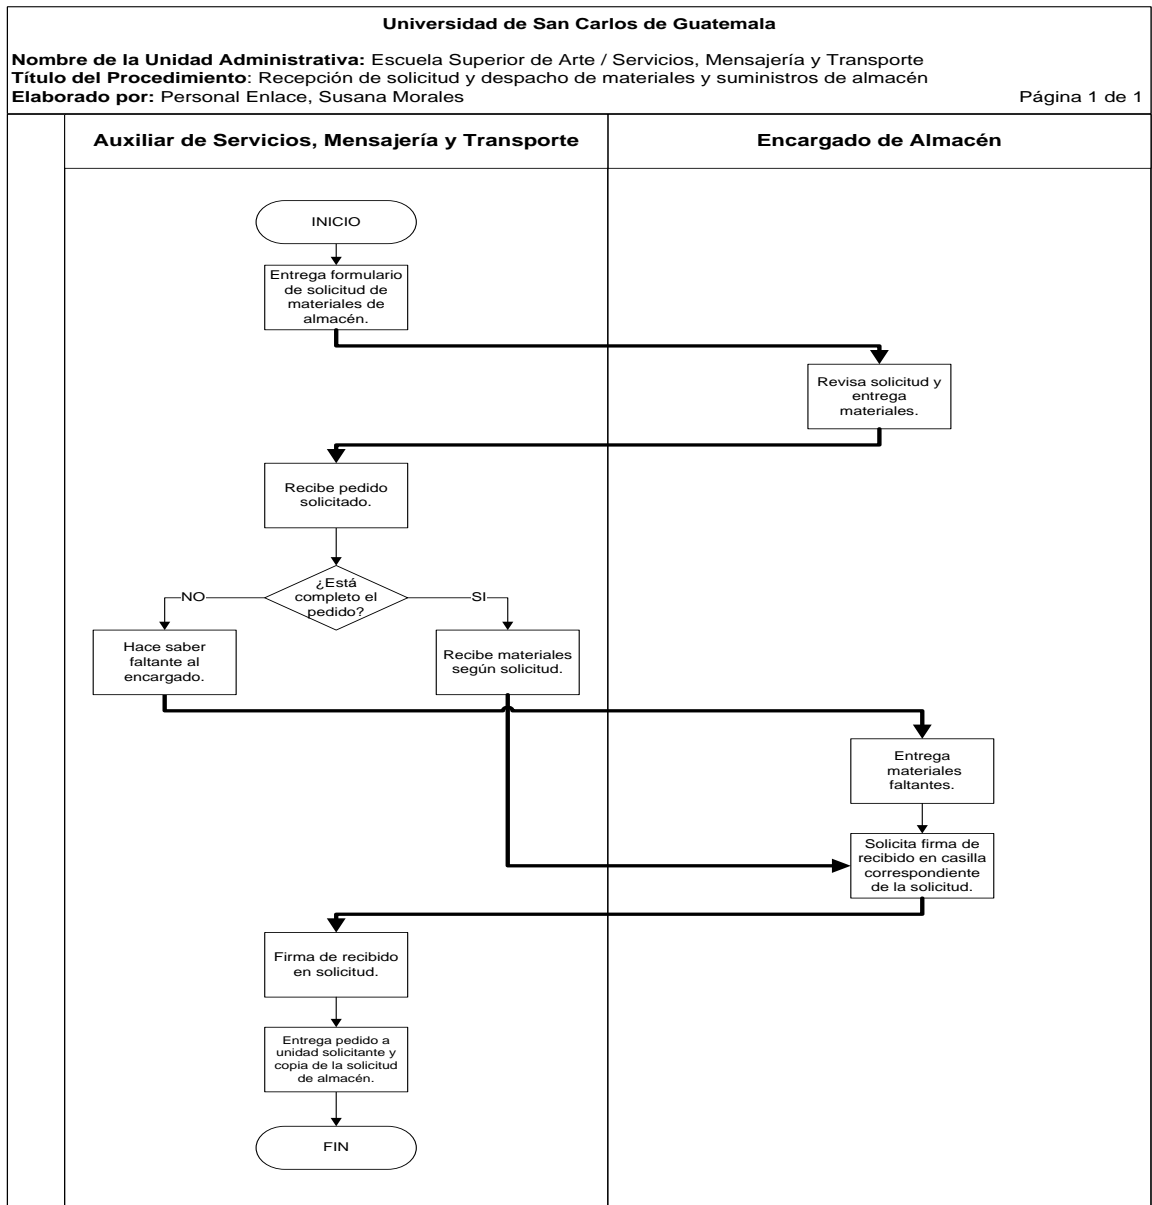 Universidad de San Carlos de Guatemala
Nombre de la Unidad Administrativa: Escuela Superior de Arte / Servicios, Mensajería y Transporte
Título del Procedimiento: Recepción de solicitud y despacho de materiales y suministros de almacén
Elaborado por: Personal Enlace, Susana Morales Página 1 de 1
Auxiliar de Servicios, Mensajería y Transporte
Encargado de Almacén
INICIO
Entrega formulario
de solicitud de
materiales de
almacén.
Revisa solicitud y
entrega
materiales.
Recibe pedido
solicitado.
¿Está
completo el
pedido?
NO
SI
Hace saber
faltante al
encargado.
Recibe materiales
según solicitud.
Entrega
materiales
faltantes.
Solicita firma de
recibido en casilla
correspondiente
de la solicitud.
Firma de recibido
en solicitud.
Entrega pedido a
unidad solicitante y
copia de la solicitud
de almacén.
FIN